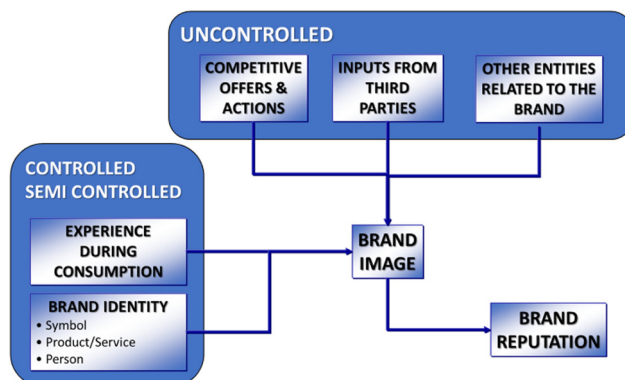 UNCONTROLLED
COMPETITIVE
OFFERS &
ACTIONS
INPUTS FROM
THIRD
PARTIES
OTHER ENTITIES
RELATED TO THE
BRAND
CONTROLLED
SEMI CONTROLLED
EXPERIENCE
DURING
CONSUMPTION
BRAND IDENTITY
• Symbol
• Product/Service
• Person
BRAND
IMAGE
BRAND
REPUTATION